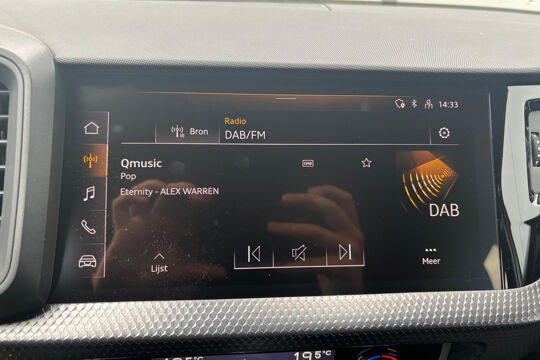 14:33
Radio
Bron
DAB/FM
Qmusic
DAB
Pop
Eternity - ALEX WARREN
DAB
Lijst
Meer
19.5°C